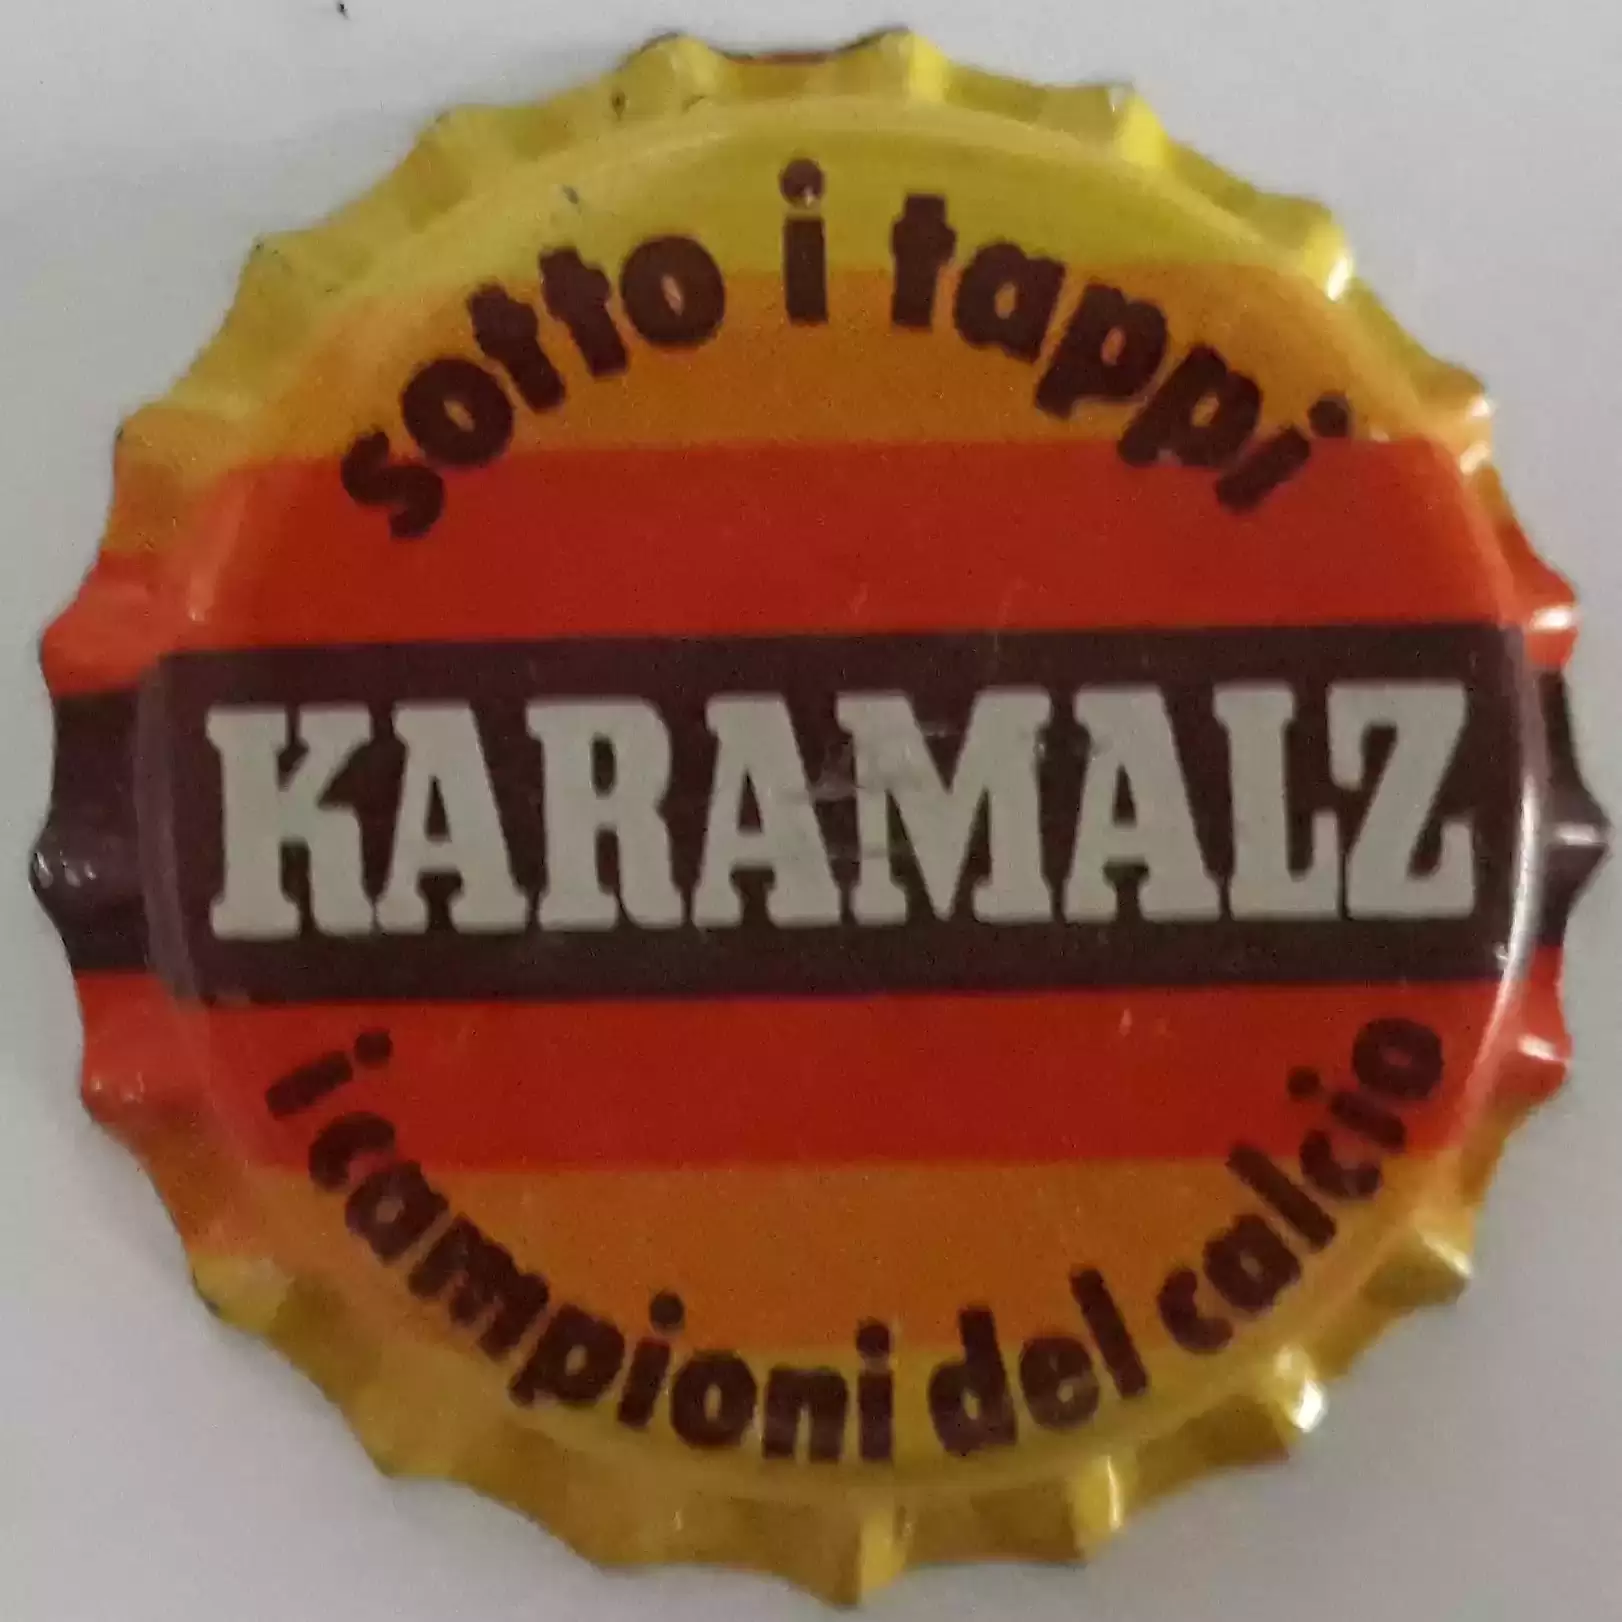 sotto i tappi
KARAMALZ
i campioni del calcio